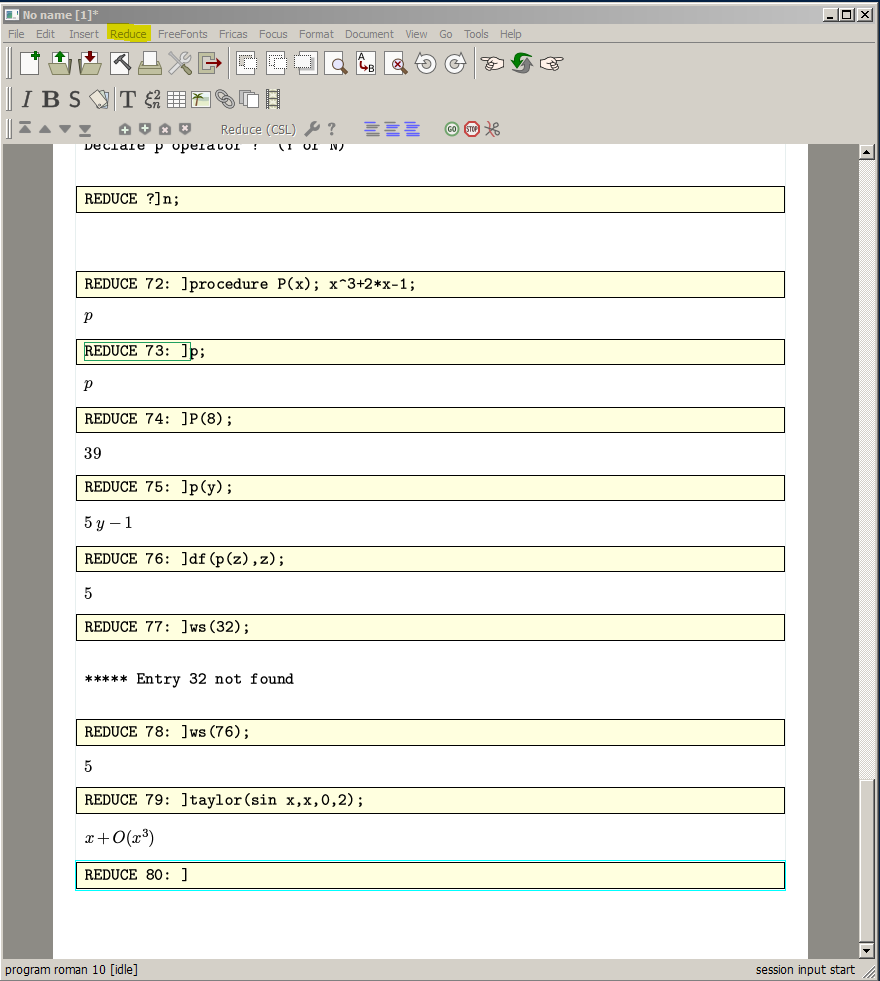 No name [1]*
File Edit Insert Reduce FreeFonts Fricas Focus Format Document View Go Tools Help
Reduce (CSL) ? GO STOP
Declare p operator ? (Y or N)
REDUCE ?]n;
REDUCE 72: ]procedure P(x); x^3+2*x-1;
p
REDUCE 73: ]p;
p
REDUCE 74: ]P(8);
39
REDUCE 75: ]p(y);
5 y − 1
REDUCE 76: ]df(p(z),z);
5
REDUCE 77: ]ws(32);
***** Entry 32 not found
REDUCE 78: ]ws(76);
5
REDUCE 79: ]taylor(sin x,x,0,2);
x + O(x³)
REDUCE 80: ]
program roman 10 [idle] session input start